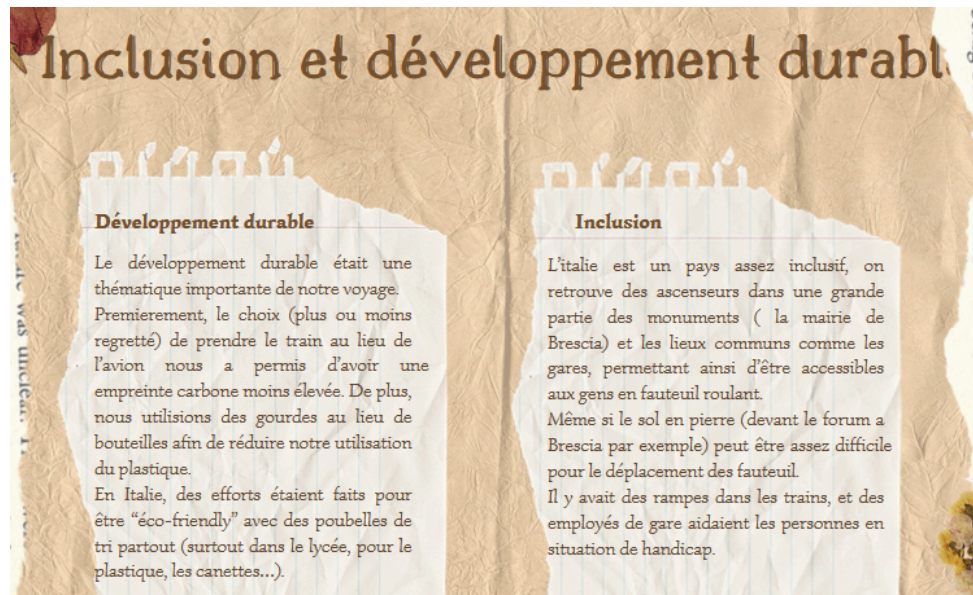 Inclusion et développement durabl
Développement durable
Le développement durable était une
thématique importante de notre voyage.
Premierement, le choix (plus ou moins
regretté) de prendre le train au lieu de
l'avion nous a permis d'avoir une
empreinte carbone moins élevée. De plus,
nous utilisions des gourdes au lieu de
bouteilles afin de réduire notre utilisation
du plastique.
En Italie, des efforts étaient faits pour
être “éco-friendly” avec des poubelles de
tri partout (surtout dans le lycée, pour le
plastique, les canettes...).
Inclusion
L'italie est un pays assez inclusif, on
retrouve des ascenseurs dans une grande
partie des monuments ( la mairie de
Brescia) et les lieux communs comme les
gares, permettant ainsi d'être accessibles
aux gens en fauteuil roulant.
Même si le sol en pierre (devant le forum a
Brescia par exemple) peut être assez difficile
pour le déplacement des fauteuil.
Il y avait des rampes dans les trains, et des
employés de gare aidaient les personnes en
situation de handicap.
was unclear.